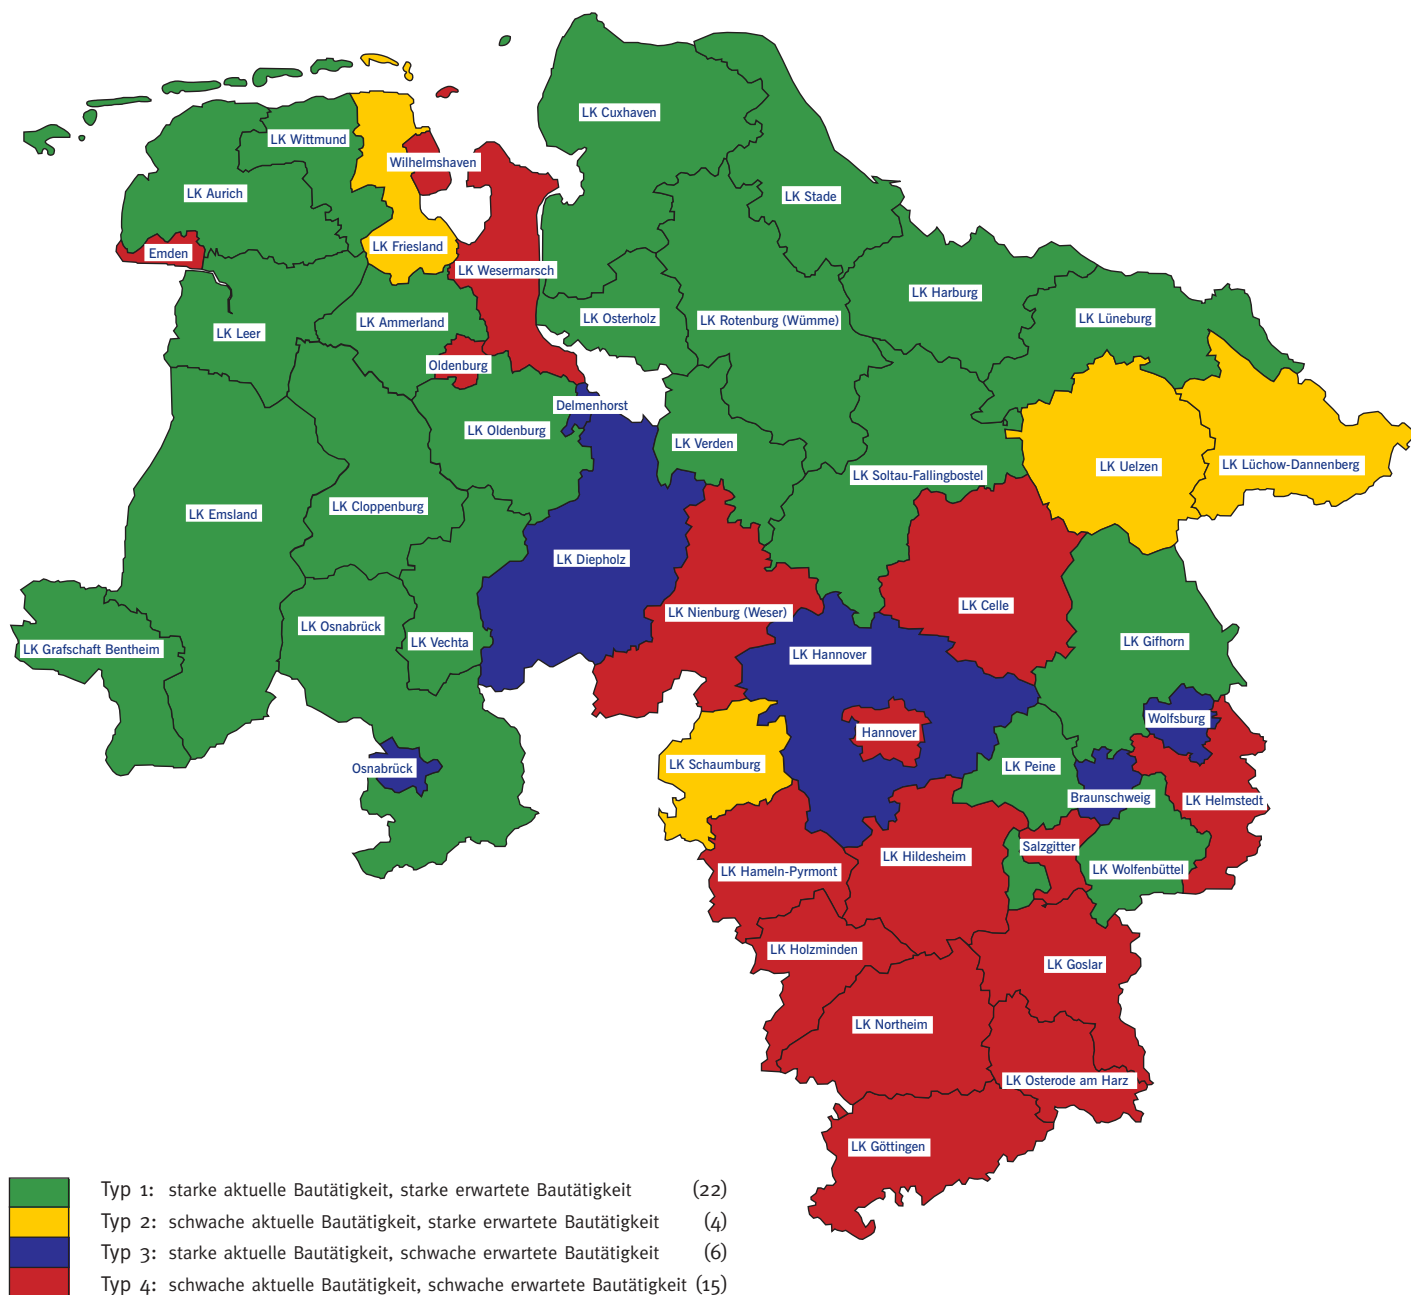 LK Cuxhaven
LK Wittmund
Wilhelmshaven
LK Aurich
LK Stade
LK Friesland
Emden
LK Wesermarsch
LK Harburg
LK Osterholz
LK Rotenburg (Wümme)
LK Lüneburg
LK Ammerland
LK Leer
Oldenburg
Delmenhorst
LK Oldenburg
LK Verden
LK Uelzen
LK Lüchow-Dannenberg
LK Soltau-Fallingbostel
LK Cloppenburg
LK Emsland
LK Diepholz
LK Celle
LK Nienburg (Weser)
LK Osnabrück
LK Vechta
LK Gifhorn
LK Grafschaft Bentheim
LK Hannover
Wolfsburg
Hannover
LK Schaumburg
LK Peine
Osnabrück
Braunschweig
LK Helmstedt
Salzgitter
LK Hildesheim
LK Wolfenbüttel
LK Hameln-Pyrmont
LK Holzminden
LK Goslar
LK Northeim
LK Osterode am Harz
LK Göttingen
Typ 1: starke aktuelle Bautätigkeit, starke erwartete Bautätigkeit (22)
Typ 2: schwache aktuelle Bautätigkeit, starke erwartete Bautätigkeit (4)
Typ 3: starke aktuelle Bautätigkeit, schwache erwartete Bautätigkeit (6)
Typ 4: schwache aktuelle Bautätigkeit, schwache erwartete Bautätigkeit (15)